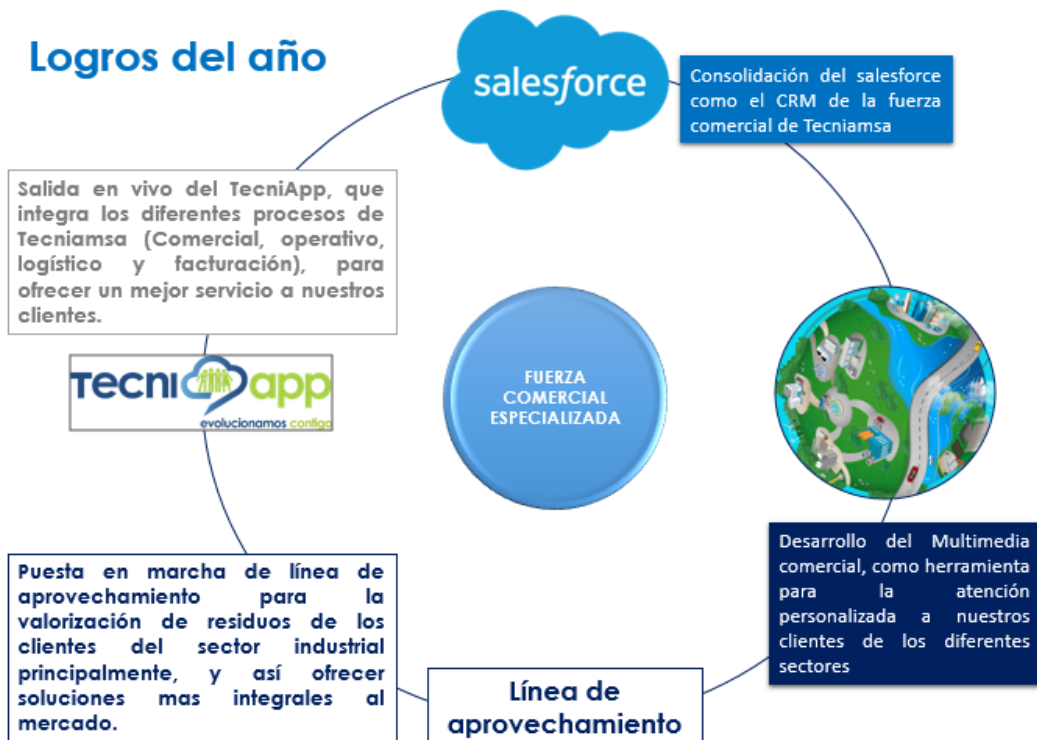 Logros del año
salesforce
Consolidación del salesforce
como el CRM de la fuerza
comercial de Tecniamsa
Salida en vivo del TecniApp, que
integra los diferentes procesos de
Tecniamsa (Comercial, operativo,
logístico y facturación), para
ofrecer un mejor servicio a nuestros
clientes.
TECNI app
evolucionamos contigo
FUERZA
COMERCIAL
ESPECIALIZADA
Desarrollo del Multimedia
comercial, como herramienta
para la atención
personalizada a nuestros
clientes de los diferentes
sectores
Puesta en marcha de línea de
aprovechamiento para la
valorización de residuos de los
clientes del sector industrial
principalmente, y así ofrecer
soluciones mas integrales al
mercado.
Línea de
aprovechamiento